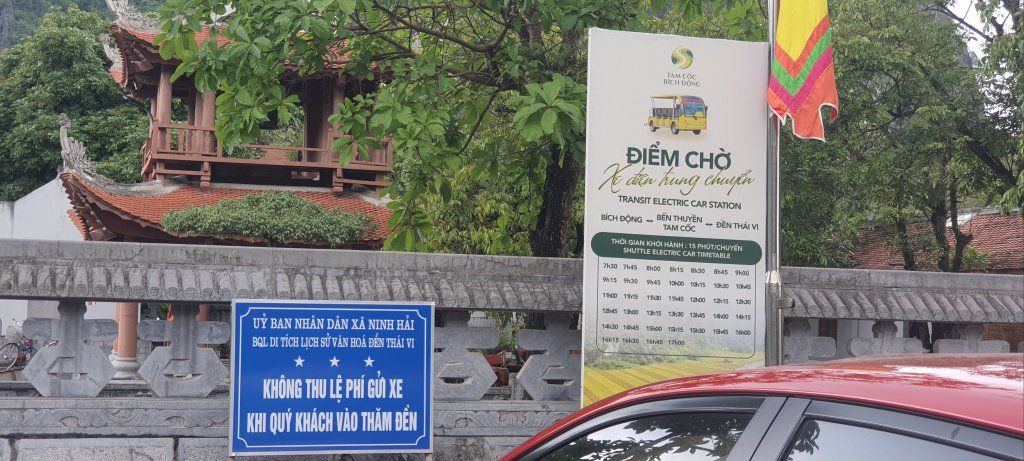 TAM CỐC
BÍCH ĐỘNG
ĐIỂM CHỜ
Xe điện trung chuyển
TRANSIT ELECTRIC CAR STATION
BÍCH ĐỘNG ↔ BẾN THUYỀN TAM CỐC ↔ ĐỀN THÁI VI
THỜI GIAN KHỞI HÀNH : 15 PHÚT/CHUYẾN
SHUTTLE ELECTRIC CAR TIMETABLE
7h30 7h45 8h00 8h15 8h30 8h45 9h00
9h15 9h30 9h45 10h00 10h15 10h30 10h45
11h00 11h15 11h30 11h45 12h00 12h15 12h30
12h45 13h00 13h15 13h30 13h45 14h00 14h15
14h30 14h45 15h00 15h15 15h30 15h45 16h00
16h15 16h30 16h45 17h00
UỶ BAN NHÂN DÂN XÃ NINH HẢI
BQL DI TÍCH LỊCH SỬ VĂN HOÁ ĐỀN THÁI VI
KHÔNG THU LỆ PHÍ GỬI XE
KHI QUÝ KHÁCH VÀO THĂM ĐỀN